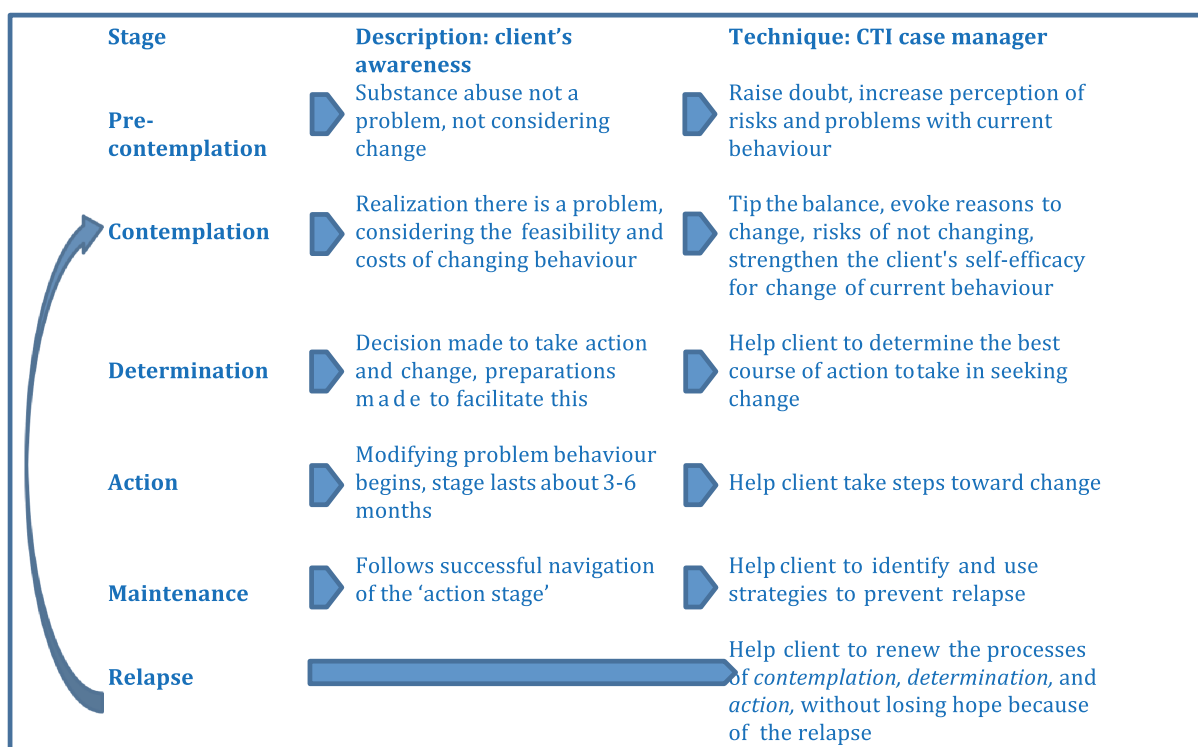 Stage
Description: client's
awareness
Technique: CTI case manager
Pre-
contemplation
Substance abuse not a
problem, not considering
change
Raise doubt, increase perception of
risks and problems with current
behaviour
Contemplation
Realization there is a problem,
considering the feasibility and
costs of changing behaviour
Tip the balance, evoke reasons to
change, risks of not changing,
strengthen the client's self-efficacy
for change of current behaviour
Determination
Decision made to take action
and change, preparations
made to facilitate this
Help client to determine the best
course of action to take in seeking
change
Action
Modifying problem behaviour
begins, stage lasts about 3-6
months
Help client take steps toward change
Maintenance
Follows successful navigation
of the ‘action stage’
Help client to identify and use
strategies to prevent relapse
Relapse
Help client to renew the processes
of contemplation, determination, and
action, without losing hope because
of the relapse